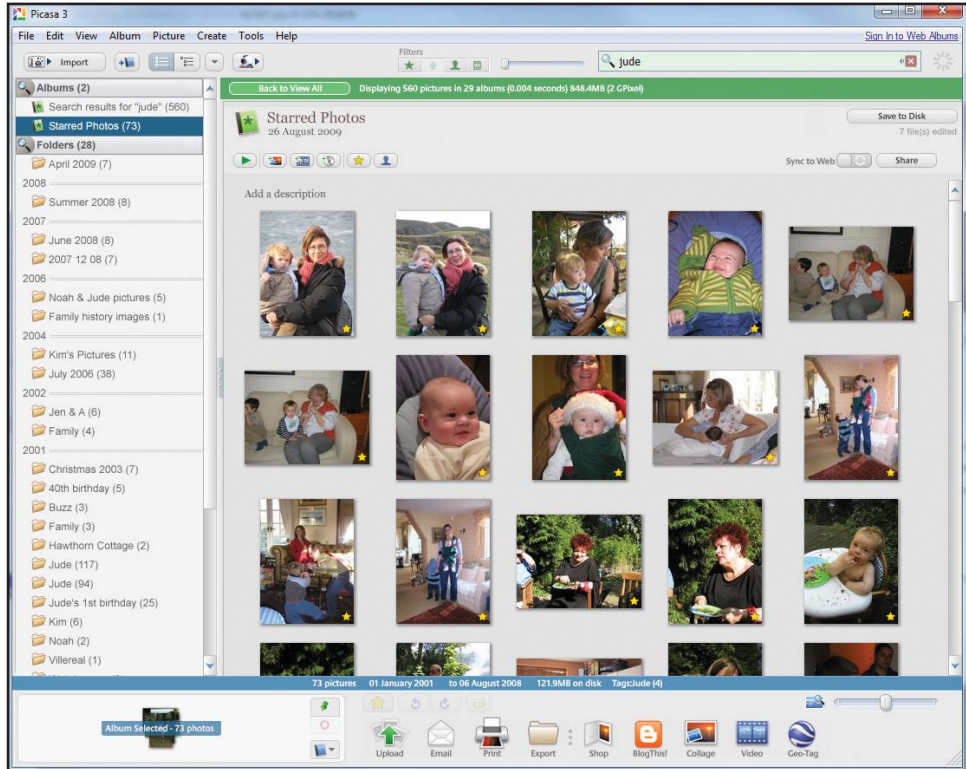 Picasa 3
File Edit View Album Picture Create Tools Help
Sign In to Web Albums
Import
Filters
jude
Albums (2)
Search results for "jude" (560)
Starred Photos (73)
Folders (28)
April 2009 (7)
2008
Summer 2008 (8)
2007
June 2008 (8)
2007 12 08 (7)
2006
Noah & Jude pictures (5)
Family history images (1)
2004
Kim's Pictures (11)
July 2006 (38)
2002
Jen & A (6)
Family (4)
2001
Christmas 2003 (7)
40th birthday (5)
Buzz (3)
Family (3)
Hawthorn Cottage (2)
Jude (117)
Jude (94)
Jude's 1st birthday (25)
Kim (6)
Noah (2)
Villereal (1)
Back to View All
Displaying 560 pictures in 29 albums (0.004 seconds) 848.4MB (2 GPixel)
Starred Photos
26 August 2009
Save to Disk
7 file(s) edited
Sync to Web
Share
Add a description
73 pictures 01 January 2001 to 06 August 2008 121.9MB on disk Tags:Jude (4)
Album Selected - 73 photos
Upload Email Print Export Shop BlogThis! Collage Video Geo-Tag